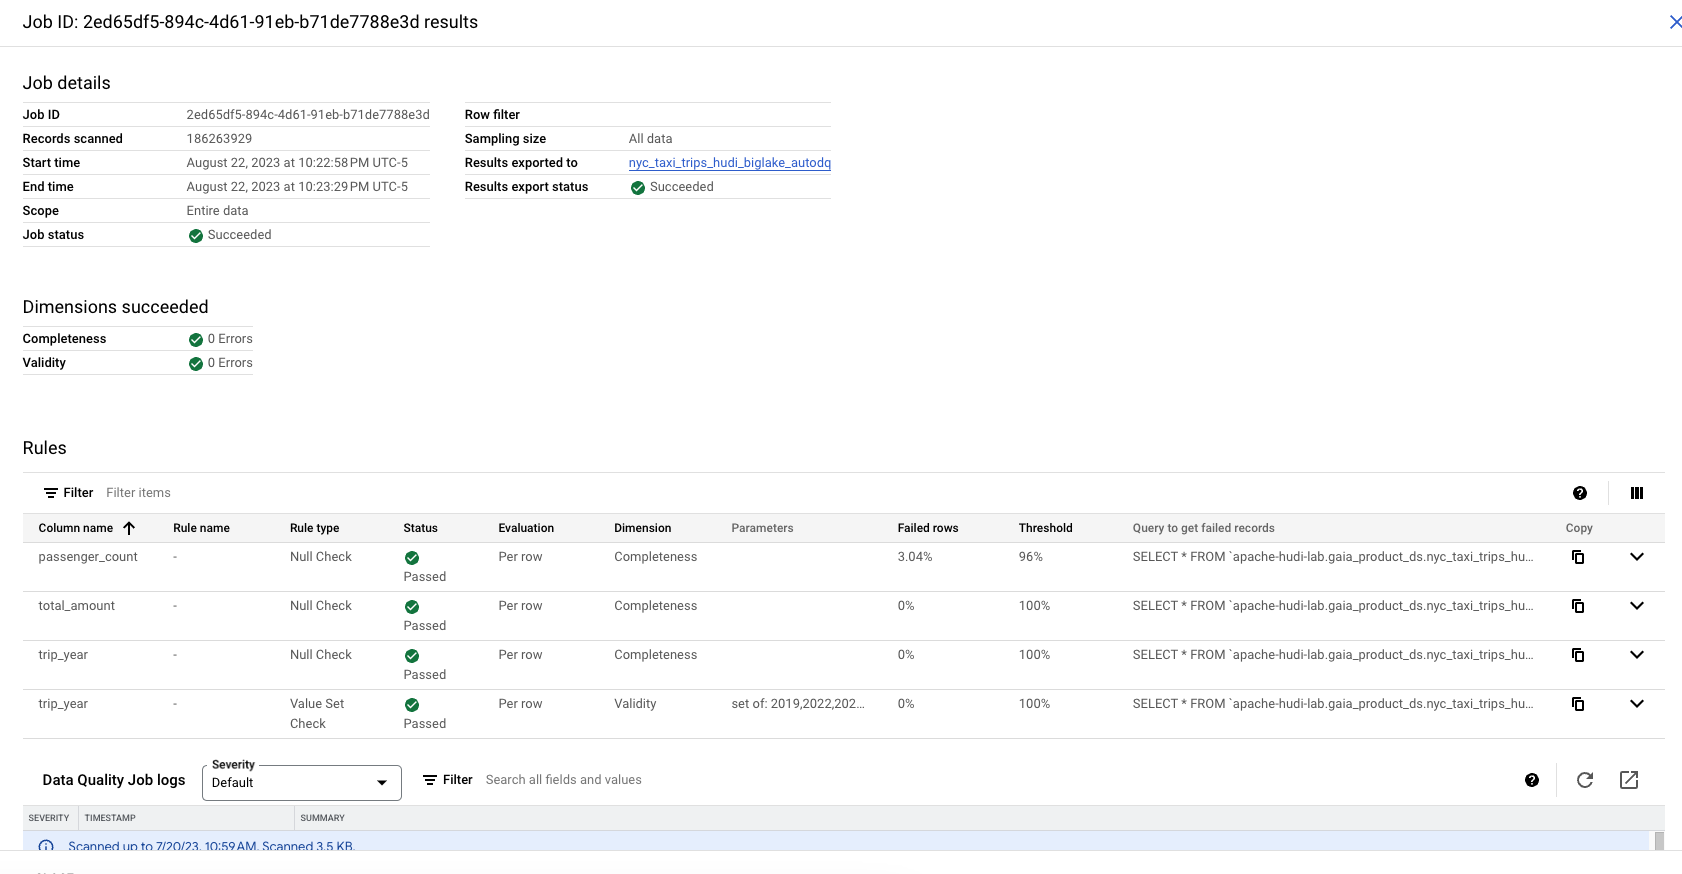 Job ID: 2ed65df5-894c-4d61-91eb-b71de7788e3d results
Job details
Job ID 2ed65df5-894c-4d61-91eb-b71de7788e3d
Records scanned 186263929
Start time August 22, 2023 at 10:22:58 PM UTC-5
End time August 22, 2023 at 10:23:29 PM UTC-5
Scope Entire data
Job status Succeeded
Row filter
Sampling size All data
Results exported to nyc_taxi_trips_hudi_biglake_autodq
Results export status Succeeded
Dimensions succeeded
Completeness 0 Errors
Validity 0 Errors
Rules
Filter Filter items
Column name Rule name Rule type Status Evaluation Dimension Parameters Failed rows Threshold Query to get failed records Copy
passenger_count - Null Check Passed Per row Completeness 3.04% 96% SELECT * FROM `apache-hudi-lab.gaia_product_ds.nyc_taxi_trips_hu...
total_amount - Null Check Passed Per row Completeness 0% 100% SELECT * FROM `apache-hudi-lab.gaia_product_ds.nyc_taxi_trips_hu...
trip_year - Null Check Passed Per row Completeness 0% 100% SELECT * FROM `apache-hudi-lab.gaia_product_ds.nyc_taxi_trips_hu...
trip_year - Value Set Check Passed Per row Validity set of: 2019,2022,202... 0% 100% SELECT * FROM `apache-hudi-lab.gaia_product_ds.nyc_taxi_trips_hu...
Data Quality Job logs Severity Default Filter Search all fields and values
SEVERITY TIMESTAMP SUMMARY
Scanned up to 7/20/23, 10:59 AM. Scanned 3.5 KB.